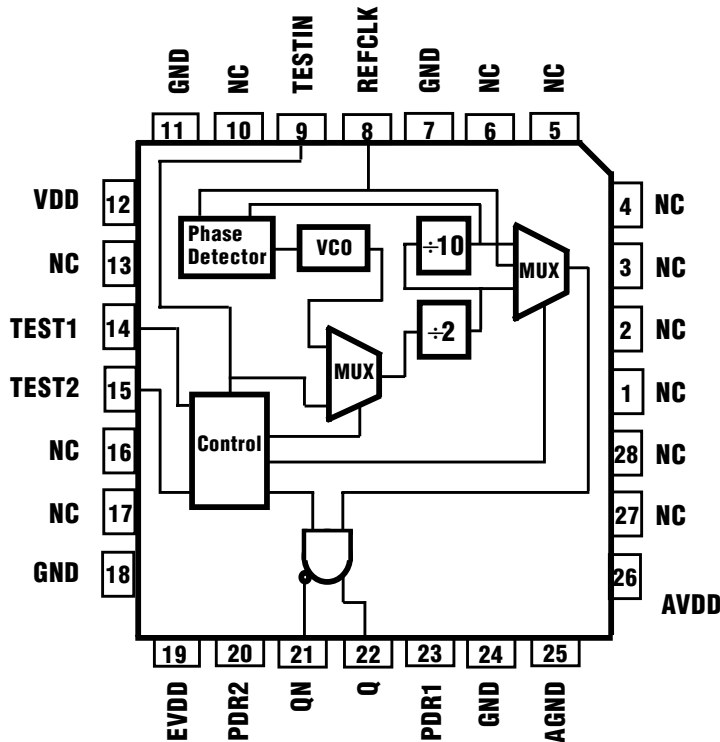 GND
NC
TESTIN
REFCLK
GND
NC
NC
11
10
9
8
7
6
5
VDD
12
4
NC
NC
13
3
NC
TEST1
14
2
NC
TEST2
15
1
NC
NC
16
28
NC
NC
17
27
NC
GND
18
26
AVDD
Phase
Detector
VCO
÷10
MUX
÷2
MUX
Control
19
20
21
22
23
24
25
EVDD
PDR2
QN
Q
PDR1
GND
AGND